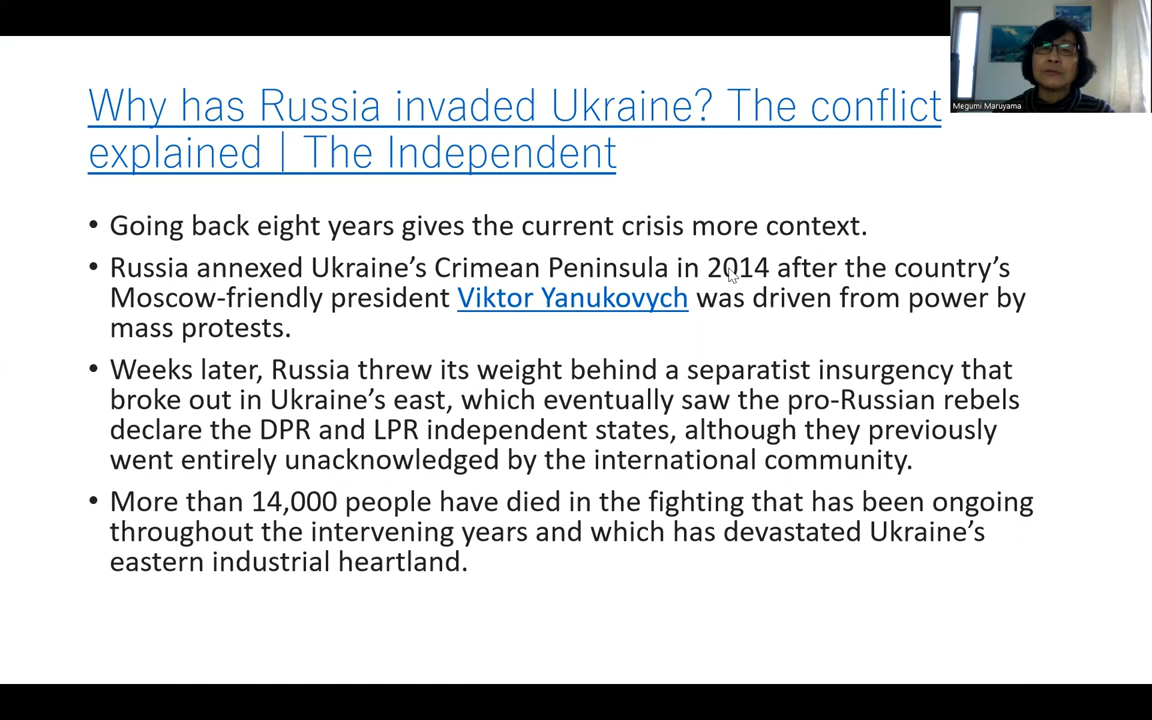 Why has Russia invaded Ukraine? The conflict
explained | The Independent
Megumi Maruyama
• Going back eight years gives the current crisis more context.
• Russia annexed Ukraine’s Crimean Peninsula in 2014 after the country’s
Moscow-friendly president Viktor Yanukovych was driven from power by
mass protests.
• Weeks later, Russia threw its weight behind a separatist insurgency that
broke out in Ukraine’s east, which eventually saw the pro-Russian rebels
declare the DPR and LPR independent states, although they previously
went entirely unacknowledged by the international community.
• More than 14,000 people have died in the fighting that has been ongoing
throughout the intervening years and which has devastated Ukraine’s
eastern industrial heartland.